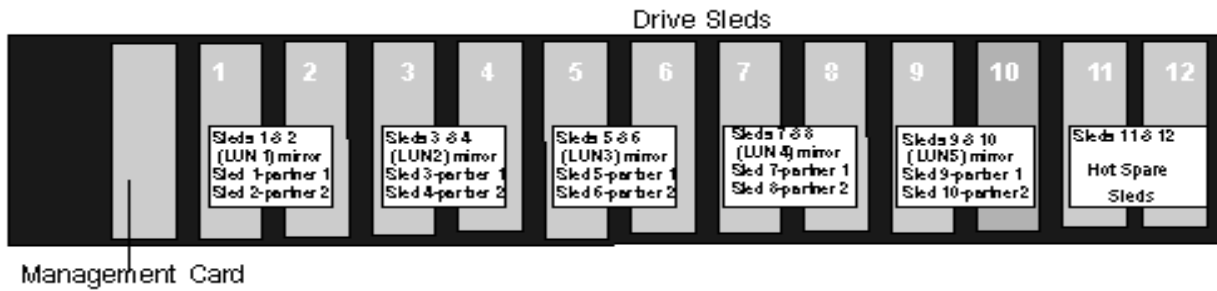 Drive Sleds
1 2 3 4 5 6 7 8 9 10 11 12
Sleds 1 & 2
(LUN 1) mirror
Sled 1-partner 1
Sled 2-partner 2
Sleds 3 & 4
(LUN2) mirror
Sled 3-partner 1
Sled 4-partner 2
Sleds 5 & 6
(LUN3) mirror
Sled 5-partner 1
Sled 6-partner 2
Sleds 7 & 8
(LUN 4) mirror
Sled 7-partner 1
Sled 8-partner 2
Sleds 9 & 10
(LUN5) mirror
Sled 9-partner 1
Sled 10-partner2
Sleds 11 & 12
Hot Spare
Sleds
Management Card